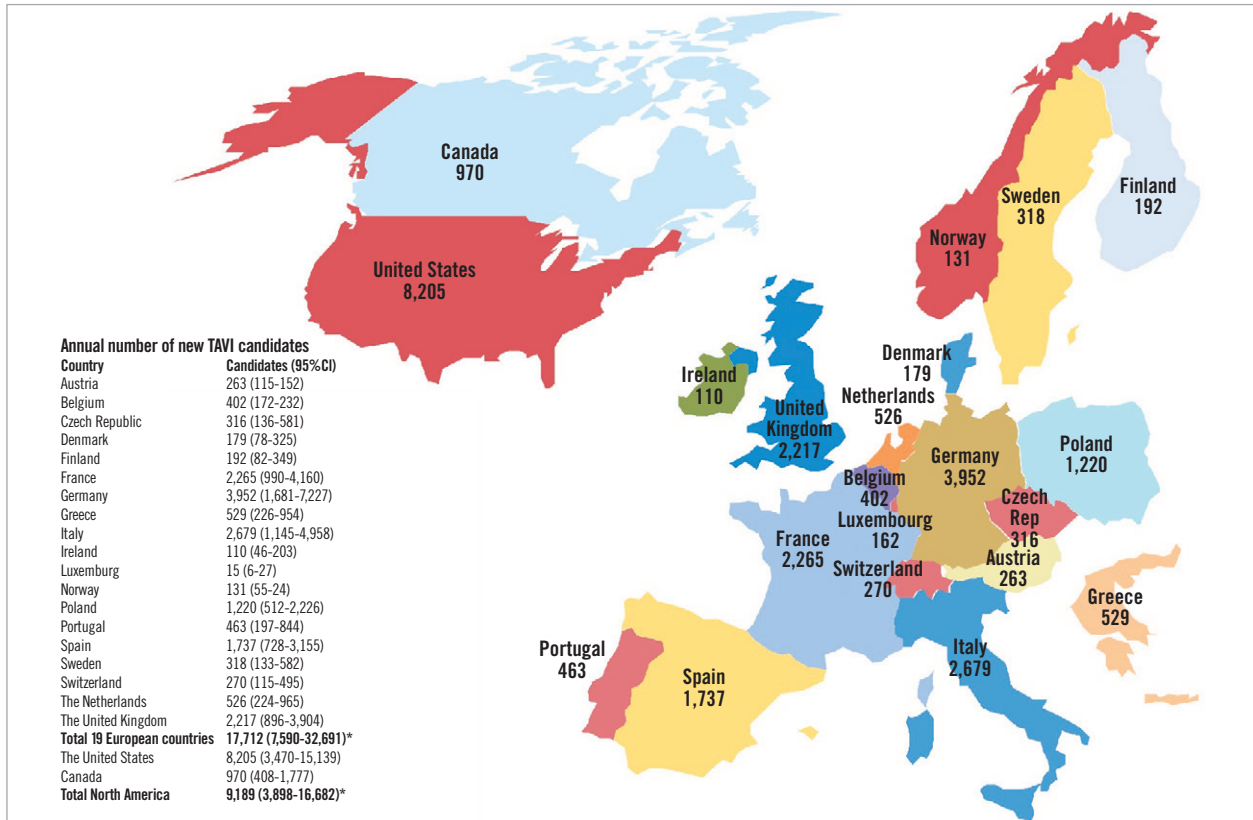 Canada
970
United States
8,205
Finland
192
Sweden
318
Norway
131
Denmark
179
Ireland
110
Netherlands
526
United
Kingdom
2,217
Germany
3,952
Poland
1,220
Belgium
402
Czech
Rep
316
Luxembourg
162
France
2,265
Austria
263
Switzerland
270
Greece
529
Portugal
463
Italy
2,679
Spain
1,737
Annual number of new TAVI candidates
Country Candidates (95%CI)
Austria 263 (115-152)
Belgium 402 (172-232)
Czech Republic 316 (136-581)
Denmark 179 (78-325)
Finland 192 (82-349)
France 2,265 (990-4,160)
Germany 3,952 (1,681-7,227)
Greece 529 (226-954)
Italy 2,679 (1,145-4,958)
Ireland 110 (46-203)
Luxemburg 15 (6-27)
Norway 131 (55-24)
Poland 1,220 (512-2,226)
Portugal 463 (197-844)
Spain 1,737 (728-3,155)
Sweden 318 (133-582)
Switzerland 270 (115-495)
The Netherlands 526 (224-965)
The United Kingdom 2,217 (896-3,904)
Total 19 European countries 17,712 (7,590-32,691)*
The United States 8,205 (3,470-15,139)
Canada 970 (408-1,777)
Total North America 9,189 (3,898-16,682)*